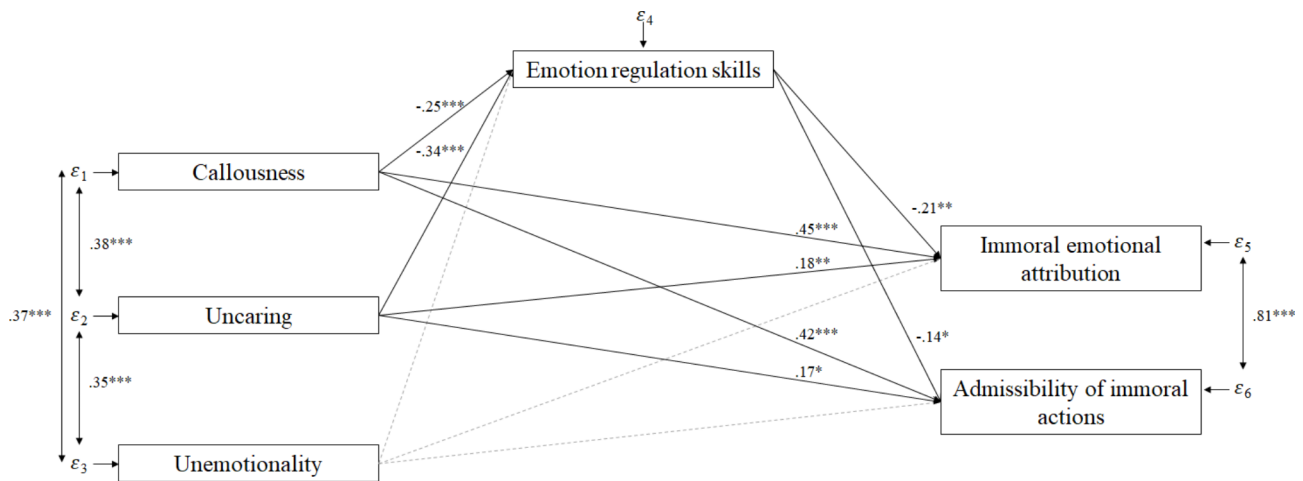 ε4
Emotion regulation skills
-.25***
-.34***
ε1
Callousness
-.21**
.45***
Immoral emotional
attribution
ε5
.38***
.18**
.37***
ε2
Uncaring
.81***
.42***
-.14*
.35***
.17*
Admissibility of immoral
actions
ε6
ε3
Unemotionality